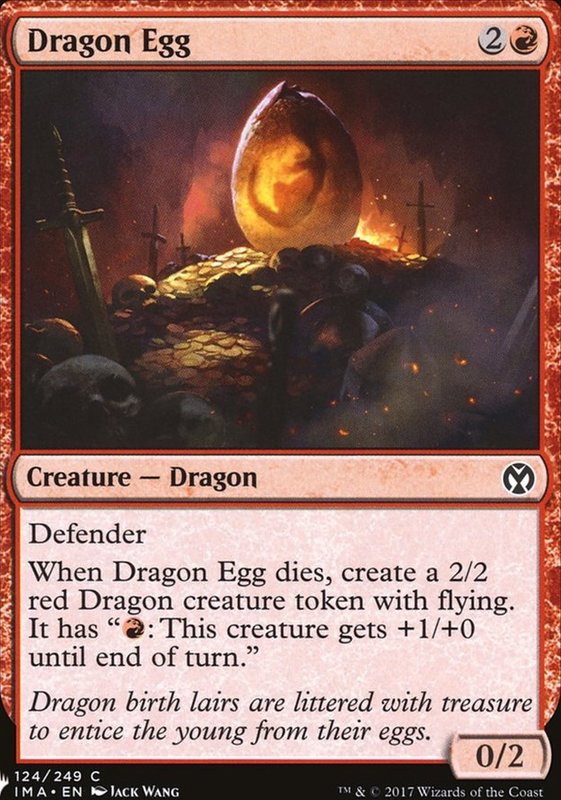 Dragon Egg 2
Creature — Dragon
Defender
When Dragon Egg dies, create a 2/2
red Dragon creature token with flying.
It has “: This creature gets +1/+0
until end of turn.”
Dragon birth lairs are littered with treasure
to entice the young from their eggs.
0/2
124/249 C
IMA • EN Jack Wang
™ & © 2017 Wizards of the Coast